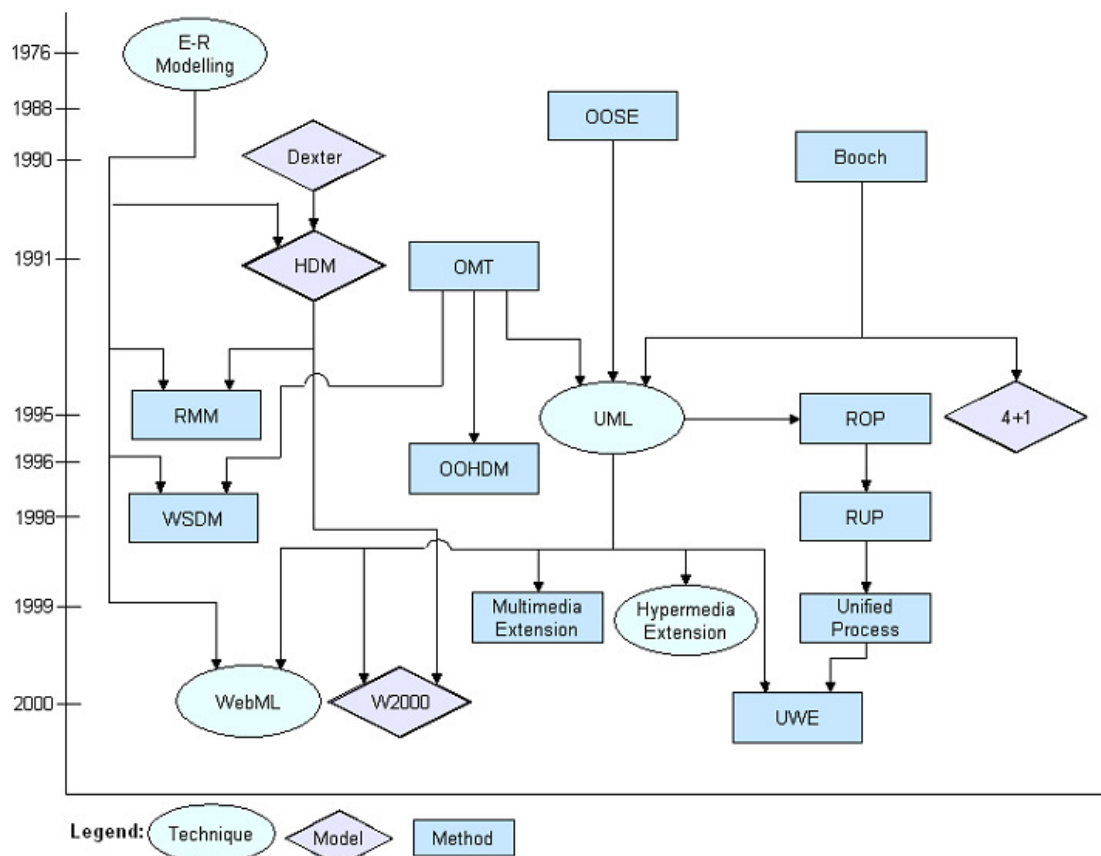 E-R
Modelling
1976
1988
OOSE
1990
Dexter
Booch
1991
HDM
OMT
RMM
1995
UML
ROP
4+1
1996
OOHDM
WSDM
1998
RUP
1999
Multimedia
Extension
Hypermedia
Extension
Unified
Process
2000
WebML
W2000
UWE
Legend:
Technique
Model
Method